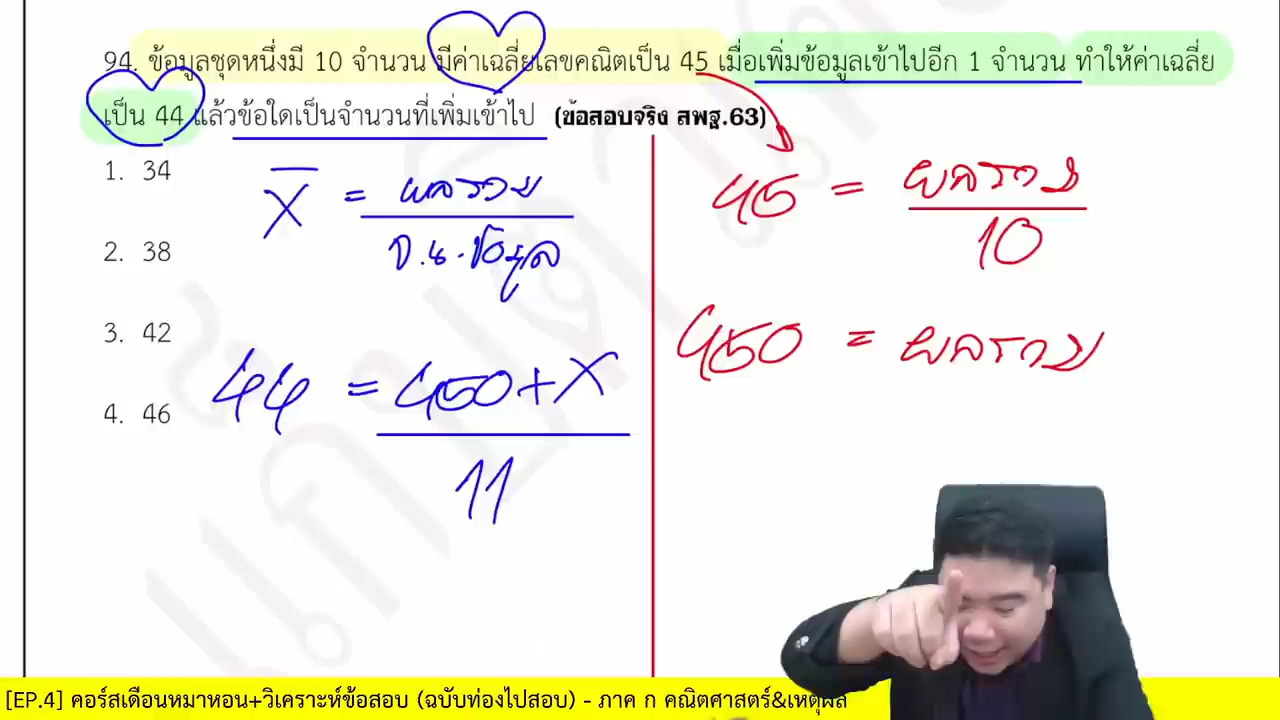 94. ข้อมูลชุดหนึ่งมี 10 จำนวน มีค่าเฉลี่ยเลขคณิตเป็น 45 เมื่อเพิ่มข้อมูลเข้าไปอีก 1 จำนวน ทำให้ค่าเฉลี่ย
เป็น 44 แล้วข้อใดเป็นจำนวนที่เพิ่มเข้าไป (ข้อสอบจริง สพฐ.63)
1. 34
2. 38
3. 42
4. 46
X̄ = ผลรวม
จ.น.ข้อมูล
44 = 450 + X
11
45 = ผลรวม
10
450 = ผลรวม
[EP.4] คอร์สเดือนหมาหอน+วิเคราะห์ข้อสอบ (ฉบับท่องไปสอบ) - ภาค ก คณิตศาสตร์&เหตุผล